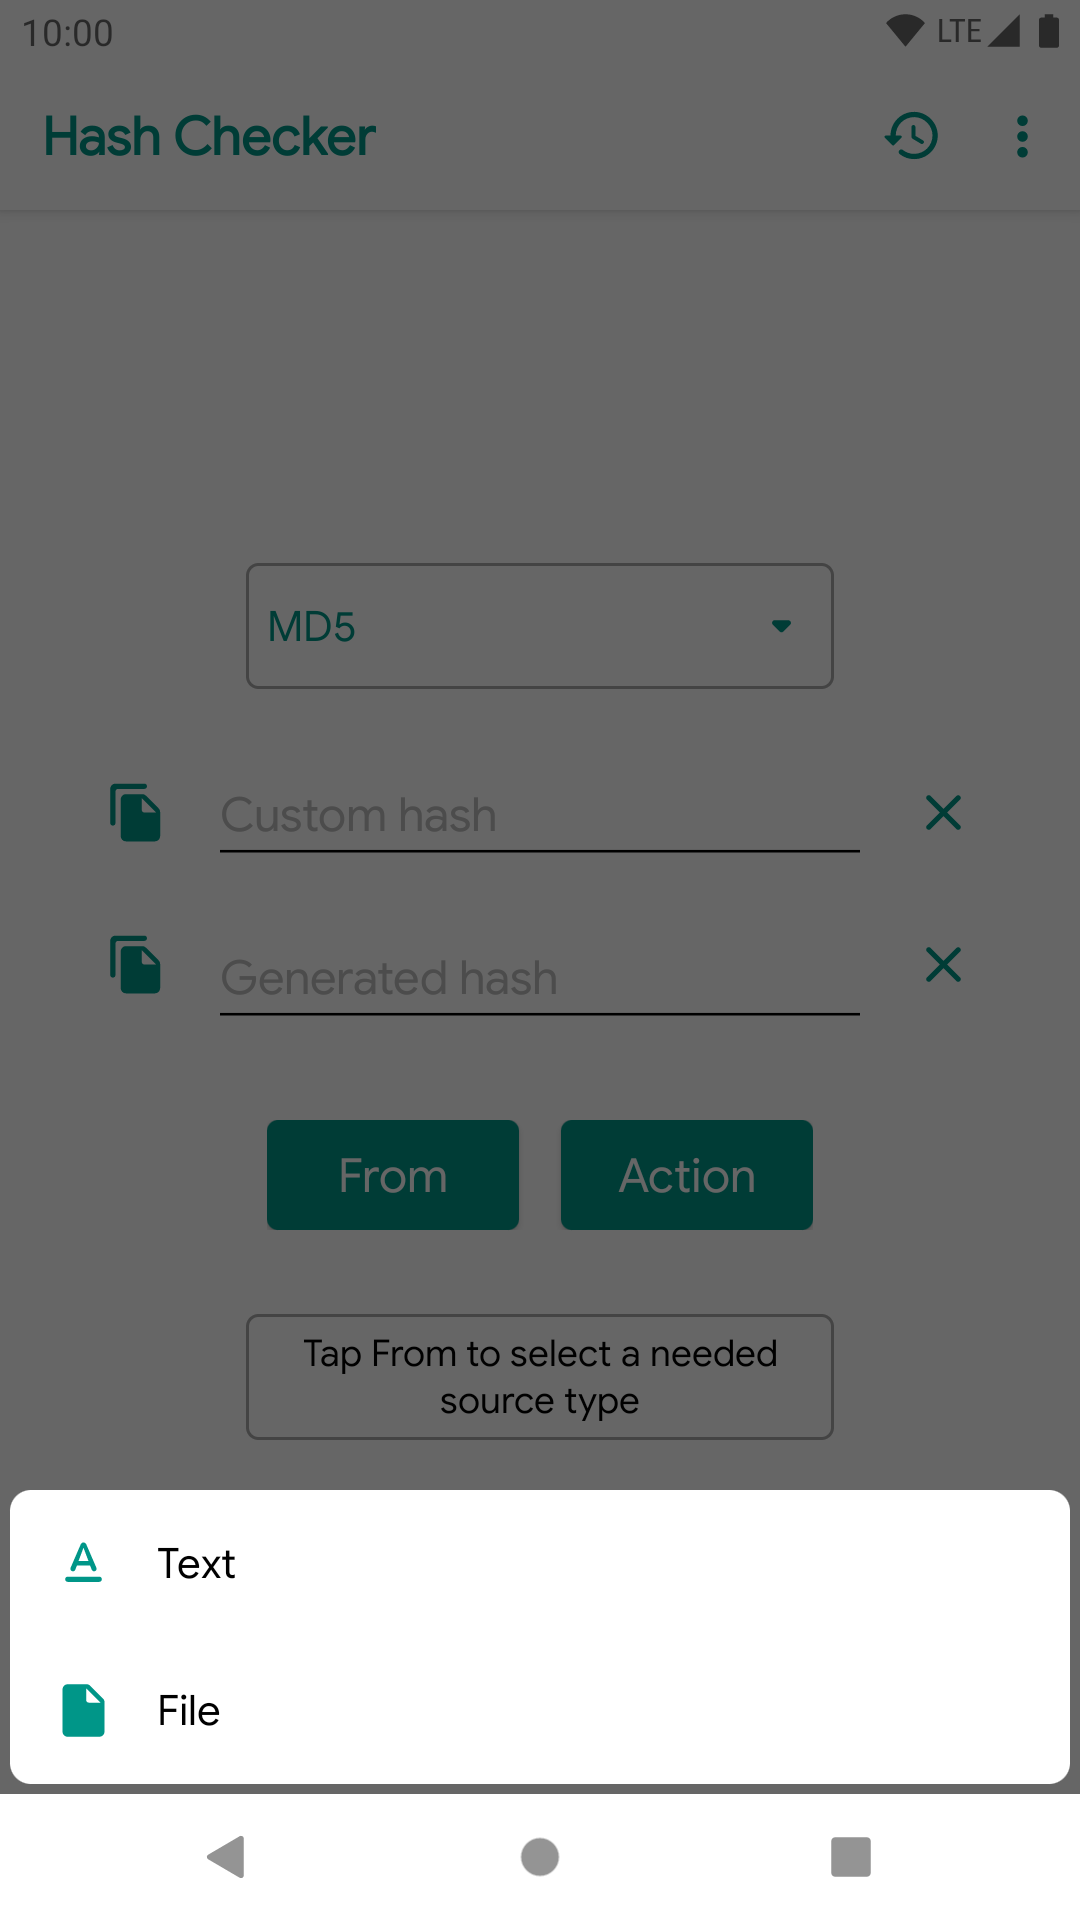 10:00
LTE
Hash Checker
MD5
Custom hash
Generated hash
From
Action
Tap From to select a needed
source type
Text
File